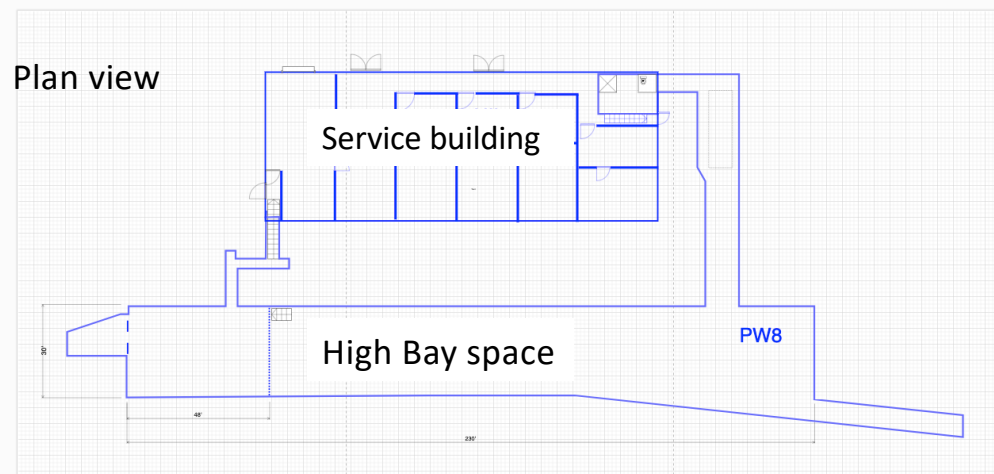 Plan view
Service building
PW8
High Bay space
30'
48'
230'